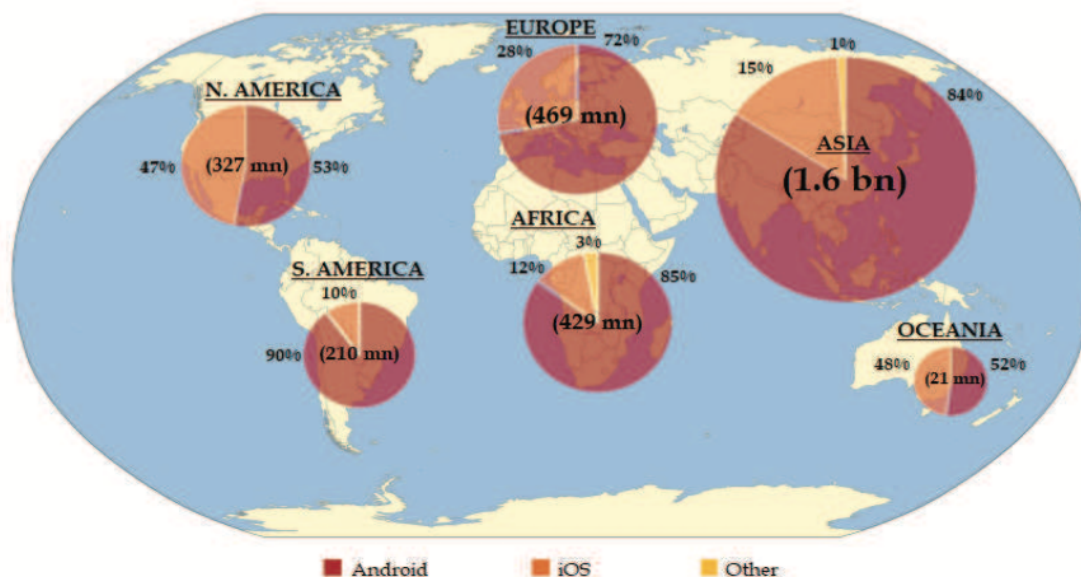 EUROPE
28%
72%
(469 mn)
N. AMERICA
47%
(327 mn)
53%
1%
15%
84%
ASIA
(1.6 bn)
AFRICA
3%
12%
85%
(429 mn)
S. AMERICA
10%
90%
(210 mn)
OCEANIA
48%
52%
(21 mn)
Android
iOS
Other